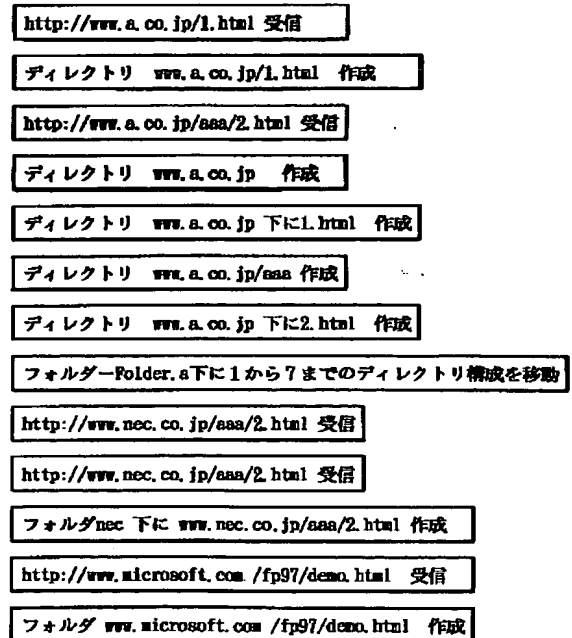 http://www.a.co.jp/1.html 受信
ディレクトリ www.a.co.jp/1.html 作成
http://www.a.co.jp/aaa/2.html 受信
ディレクトリ www.a.co.jp 作成
ディレクトリ www.a.co.jp 下に1.html 作成
ディレクトリ www.a.co.jp/aaa 作成
ディレクトリ www.a.co.jp 下に2.html 作成
フォルダーFolder.a下に1から7までのディレクトリ構成を移動
http://www.nec.co.jp/aaa/2.html 受信
http://www.nec.co.jp/aaa/2.html 受信
フォルダnec 下に www.nec.co.jp/aaa/2.html 作成
http://www.microsoft.com /fp97/demo.html 受信
フォルダ www.microsoft.com /fp97/demo.html 作成